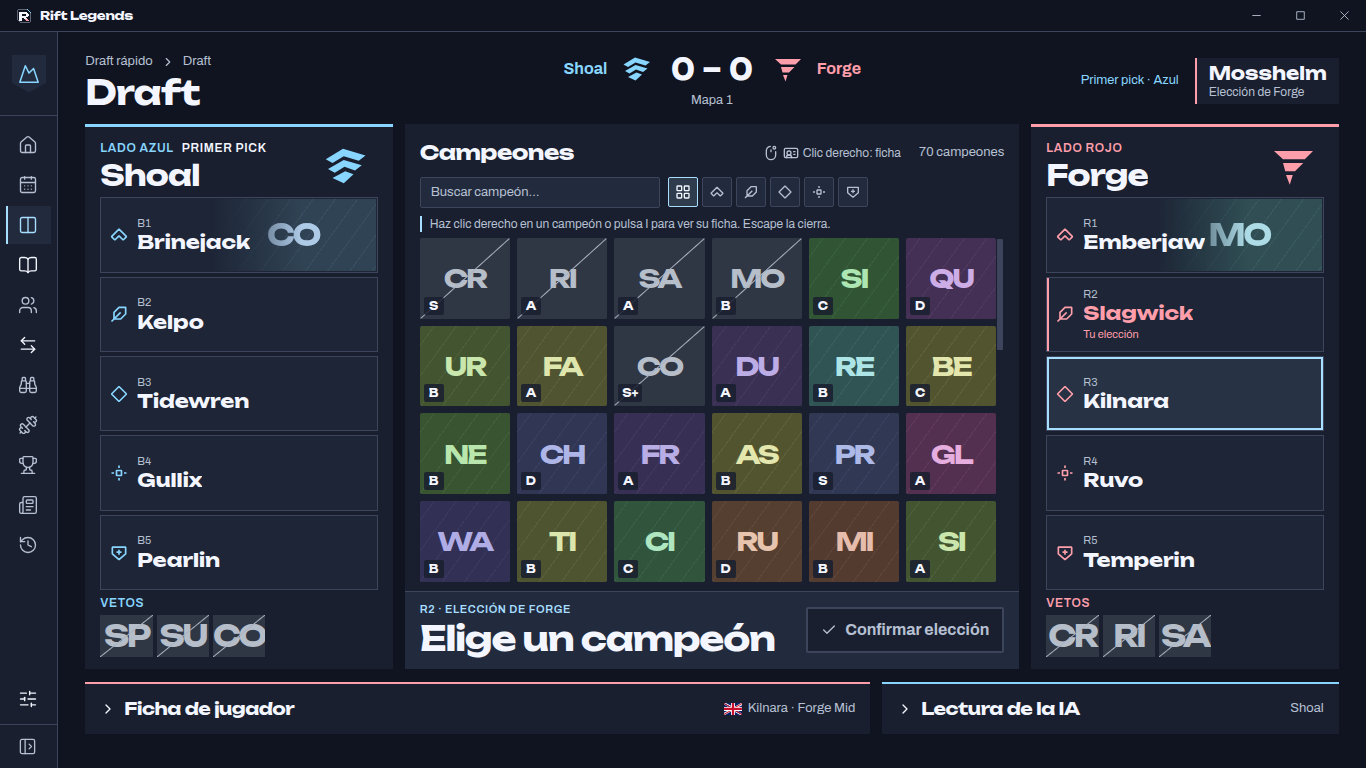 Rift Legends
Draft rápido > Draft
Draft
Shoal 0 – 0 Forge
Mapa 1
Primer pick · Azul
Mosshelm
Elección de Forge
LADO AZUL PRIMER PICK
Shoal
B1
Brinejack
CO
B2
Kelpo
B3
Tidewren
B4
Gullix
B5
Pearlin
VETOS
SP SU CO
Campeones
Clic derecho: ficha
70 campeones
Buscar campeón...
Haz clic derecho en un campeón o pulsa I para ver su ficha. Escape la cierra.
CR RI SA MO SI QU
S A A B C D
UR FA CO DU RE BE
B A S+ A B C
NE CH FR AS PR GL
B D A B S A
WA TI CI RU MI SI
B B C D B A
R2 · ELECCIÓN DE FORGE
Elige un campeón
Confirmar elección
LADO ROJO
Forge
R1
Emberjaw
MO
R2
Slagwick
Tu elección
R3
Kilnara
R4
Ruvo
R5
Temperin
VETOS
CR RI SA
Ficha de jugador
Kilnara · Forge Mid
Lectura de la IA
Shoal